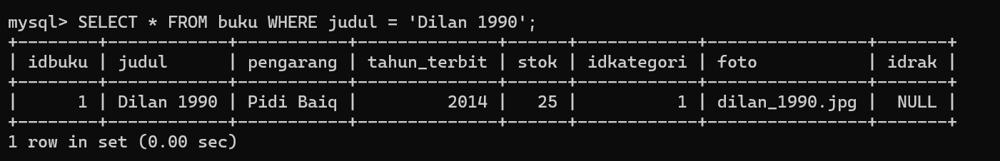 mysql> SELECT * FROM buku WHERE judul = 'Dilan 1990';
+--------+------------+-----------+--------------+------+------------+----------------+-------+
| idbuku | judul      | pengarang | tahun_terbit | stok | idkategori | foto           | idrak |
+--------+------------+-----------+--------------+------+------------+----------------+-------+
|      1 | Dilan 1990 | Pidi Baiq |         2014 |   25 |          1 | dilan_1990.jpg |  NULL |
+--------+------------+-----------+--------------+------+------------+----------------+-------+
1 row in set (0.00 sec)